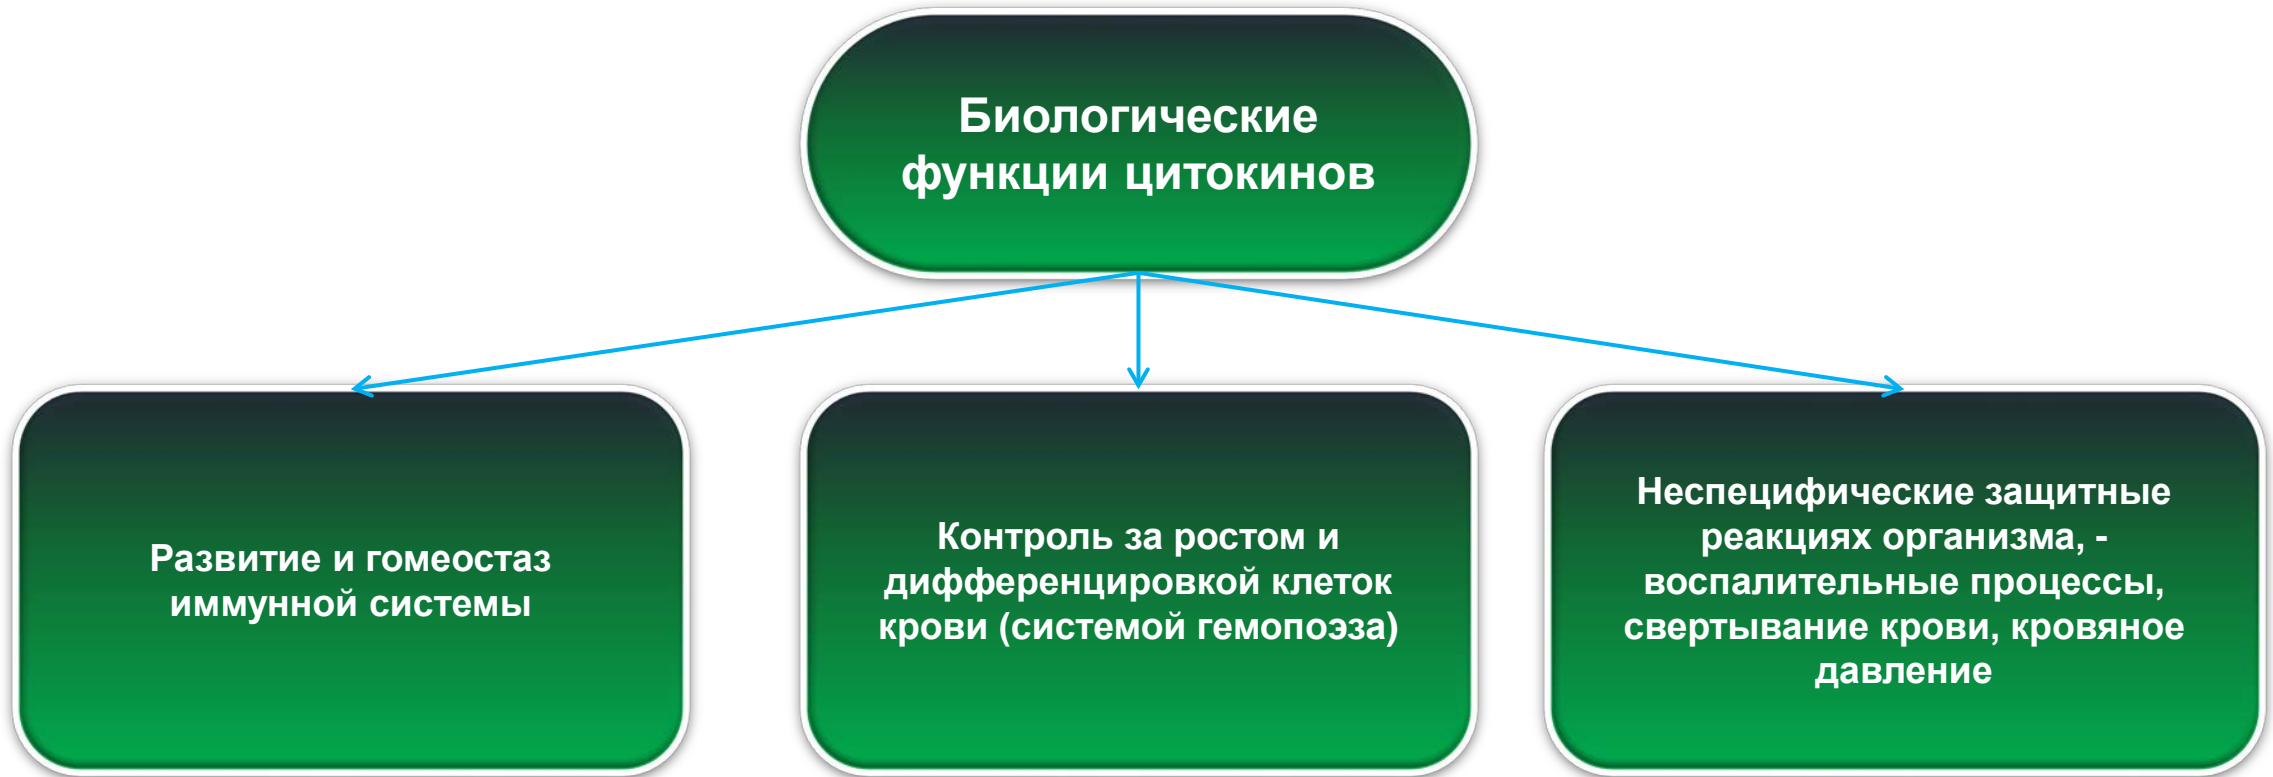 Биологические
функции цитокинов
Развитие и гомеостаз
иммунной системы
Контроль за ростом и
дифференцировкой клеток
крови (системой гемопоэза)
Неспецифические защитные
реакциях организма, -
воспалительные процессы,
свертывание крови, кровяное
давление